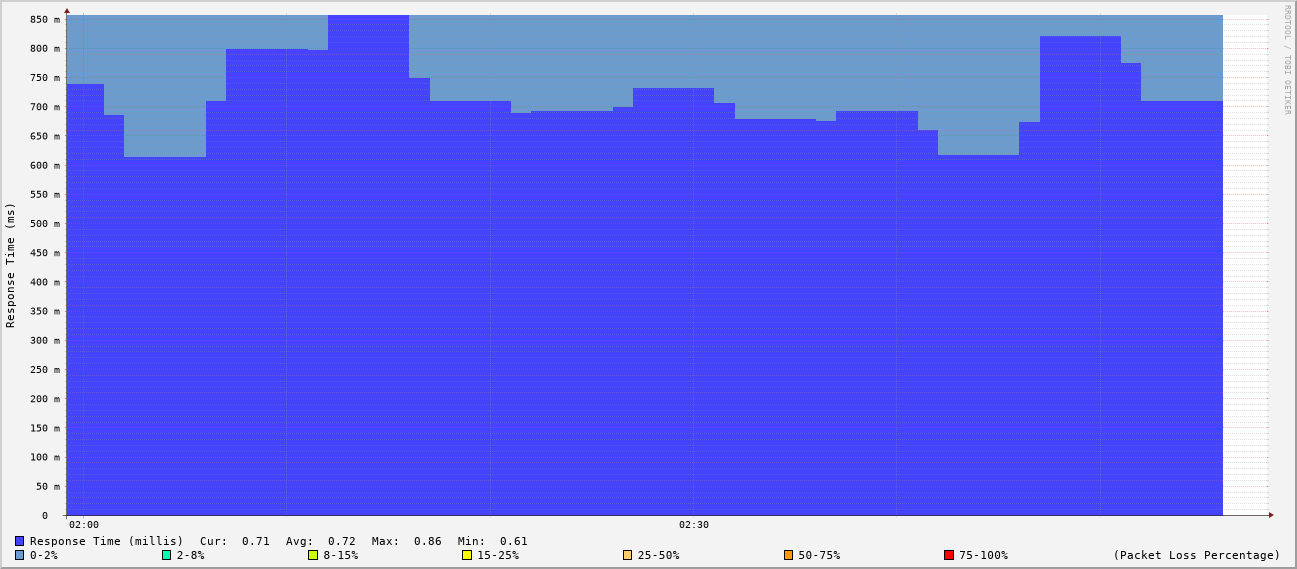 RRDTOOL / TOBI OETIKER
Response Time (ms)
850 m
800 m
750 m
700 m
650 m
600 m
550 m
500 m
450 m
400 m
350 m
300 m
250 m
200 m
150 m
100 m
50 m
0
02:00 02:30
Response Time (millis) Cur: 0.71 Avg: 0.72 Max: 0.86 Min: 0.61
0-2% 2-8% 8-15% 15-25% 25-50% 50-75% 75-100% (Packet Loss Percentage)